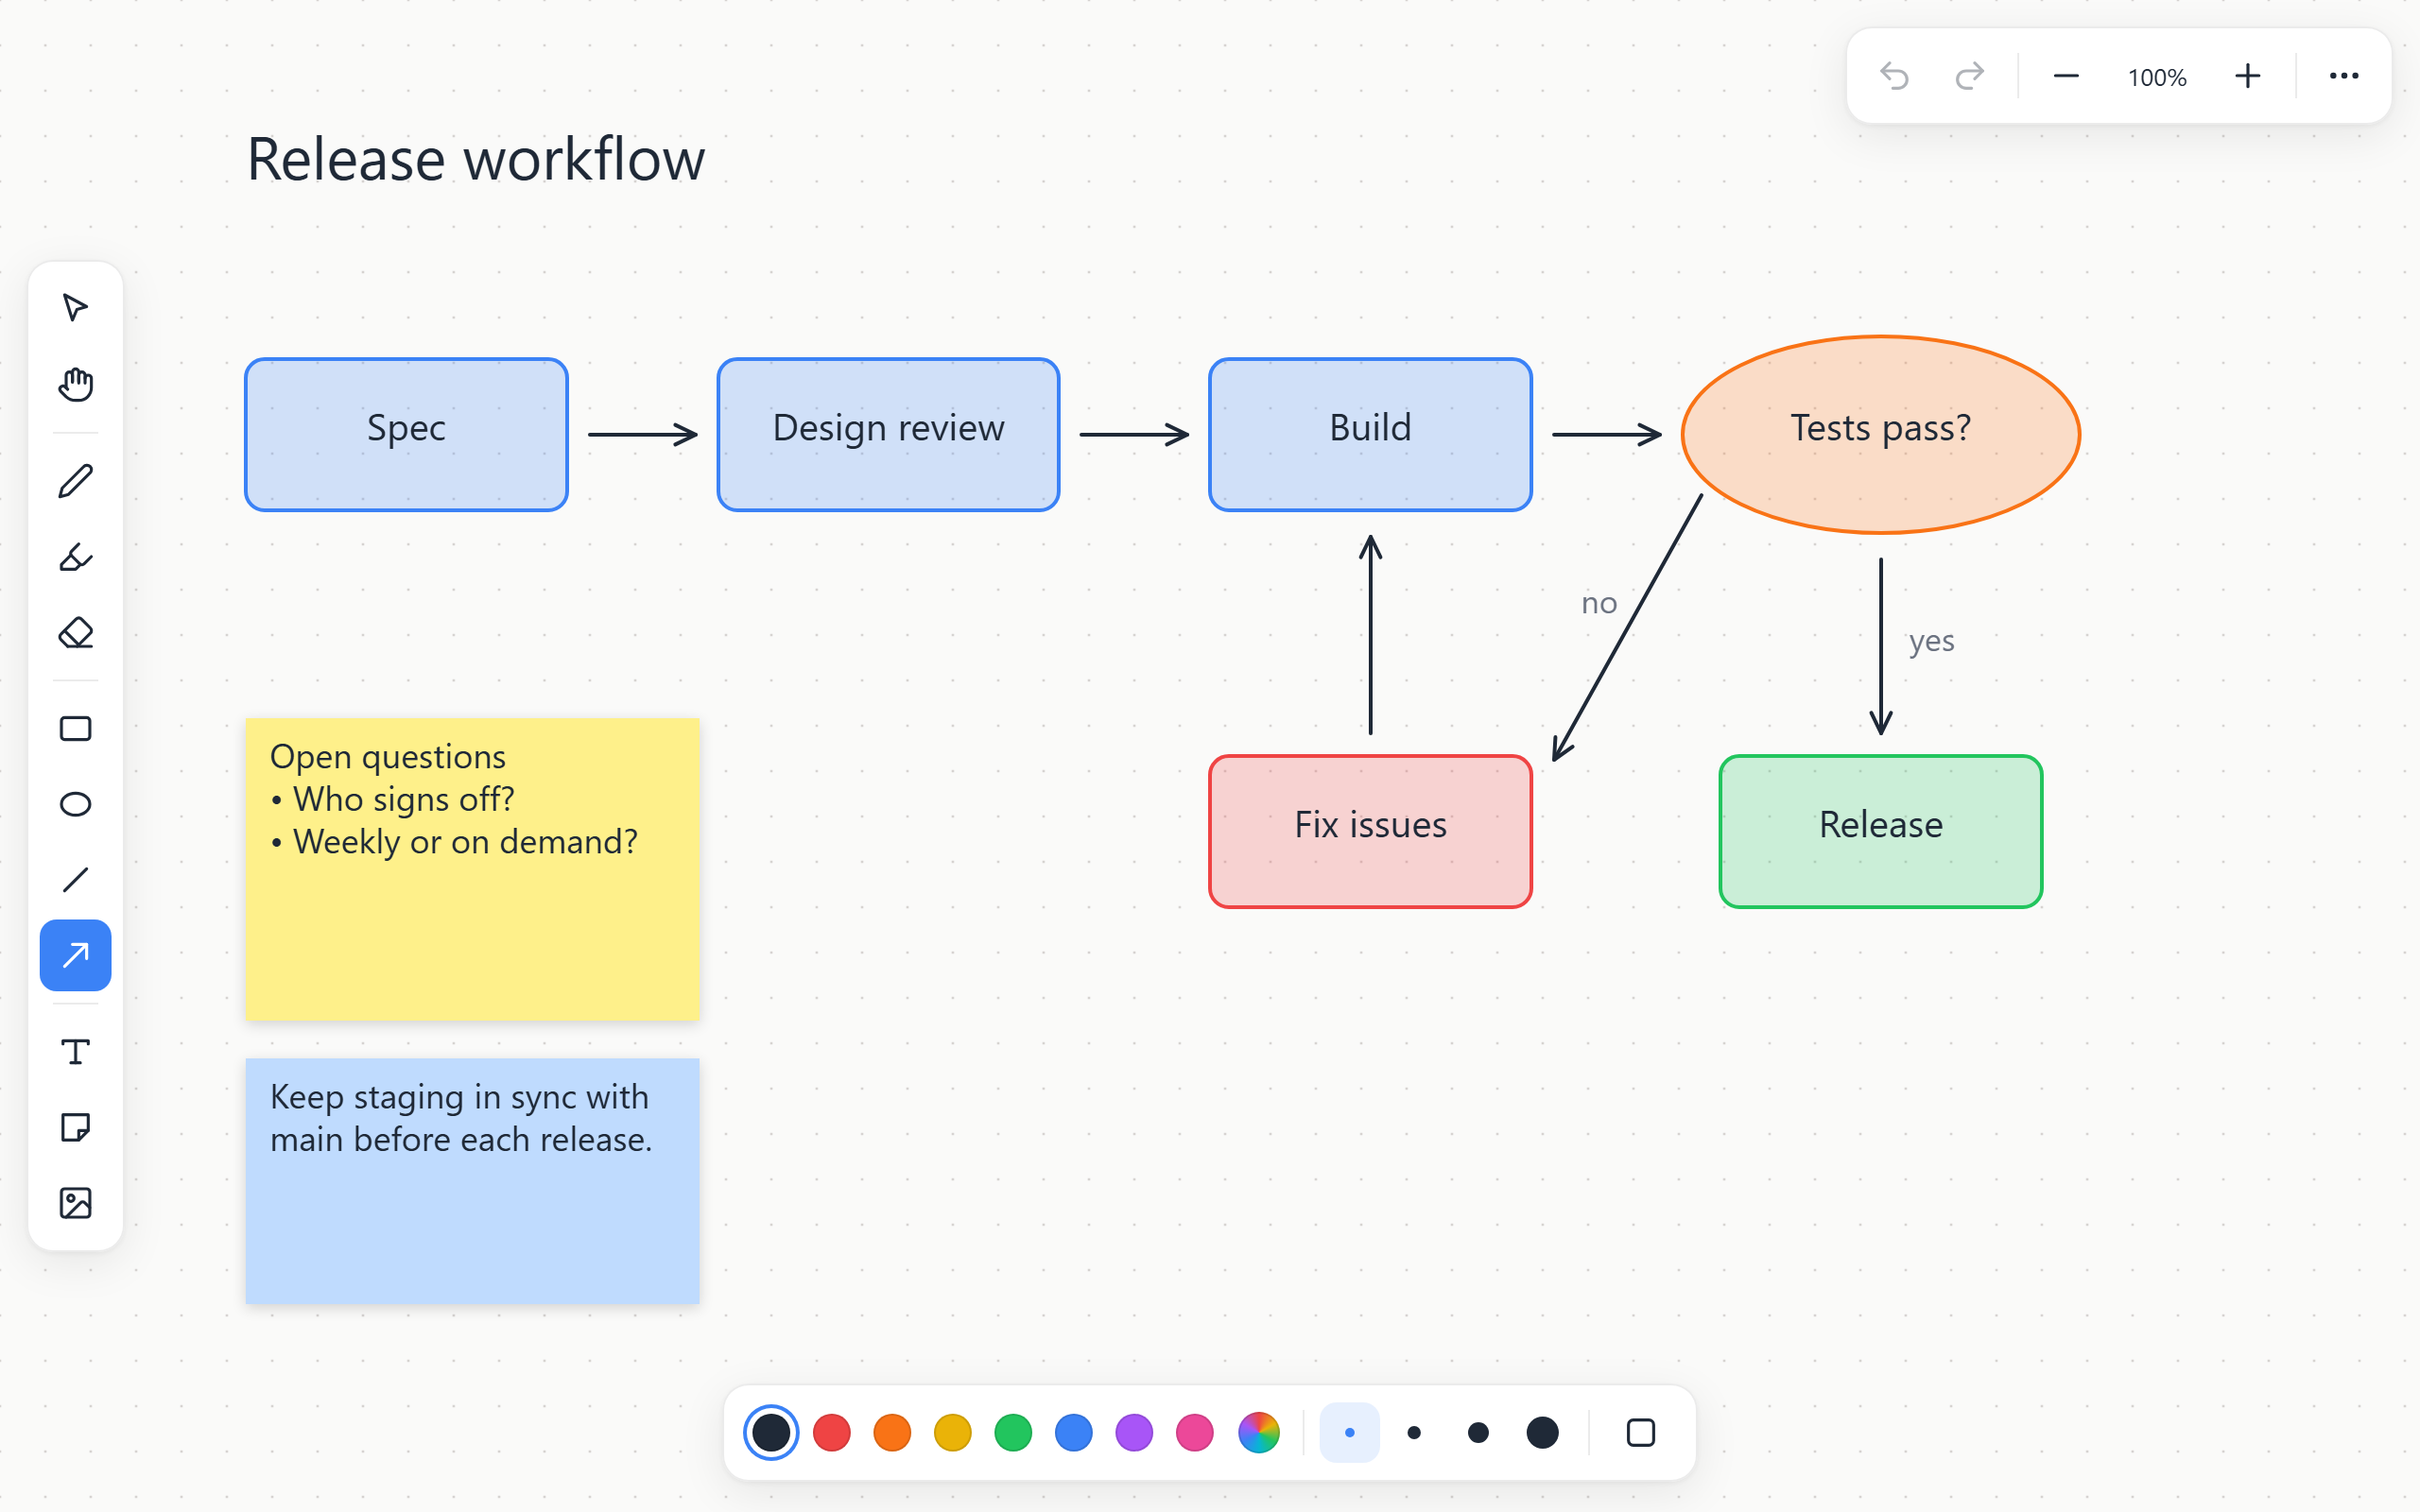 100%
Release workflow
Spec
Design review
Build
Tests pass?
no
yes
Open questions
• Who signs off?
• Weekly or on demand?
Fix issues
Release
Keep staging in sync with
main before each release.